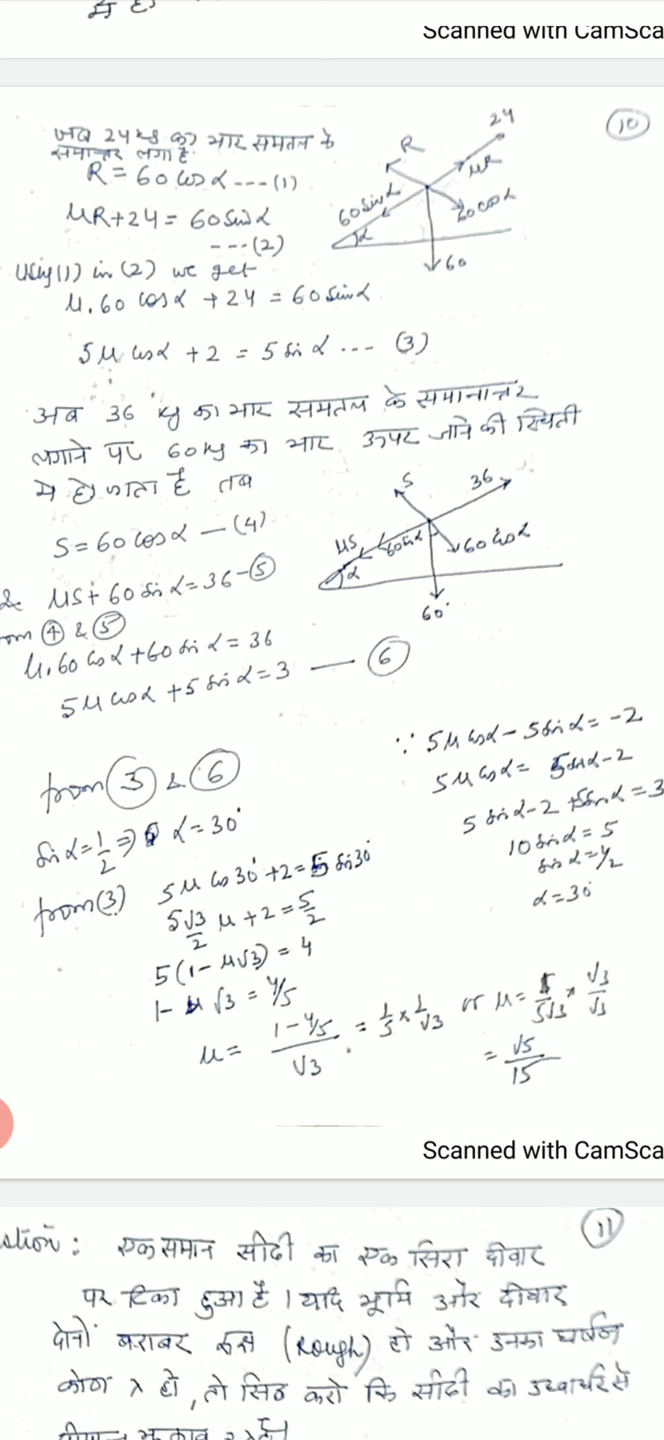 में हो
Scanned with CamSca
(10)
जब 24 kg का भार समतल के
समान्तर लगा है
R = 60 cos α --- (1)
μR + 24 = 60 sin α
--- (2)
24
R
μR
60 sin α
60 cos α
α
60
Using (1) in (2) we get
μ. 60 cos α + 24 = 60 sin α
5μ cos α + 2 = 5 sin α --- (3)
अब 36 kg का भार समतल के समानान्तर
लगाने पर 60 kg का भार ऊपर जाने की स्थिती
मे हो जाता है तब
S = 60 cos α — (4)
& μS + 60 sin α = 36 - (5)
S
36
μS
60 sin α
60 cos α
α
60
rom (4) & (5)
μ. 60 cos α + 60 sin α = 36
5μ cos α + 5 sin α = 3 — (6)
from (3) & (6)
sin α = 1/2 ⇒ α = 30°
from (3) 5μ cos 30° + 2 = 5 sin 30°
5√3/2 μ + 2 = 5/2
5(1 - μ√3) = 4
1 - μ√3 = 4/5
μ = (1 - 4/5)/√3 = 1/5 × 1/√3 or μ = 1/5√3 × √3/√3
= √5/15
∵ 5μ cos α - 5 sin α = -2
5μ cos α = 5 sin α - 2
5 sin α - 2 + 5 sin α = 3
10 sin α = 5
sin α = 1/2
α = 30°
Scanned with CamSca
(11)
stion: एक समान सीढी का एक सिरा दीवार
पर टिका हुआ है । यदि भूमि और दीवार
दोनों बराबर रूक्ष (Rough) हो और उनका घर्षण
कोण λ हो, तो सिद्ध करो कि सीढी का उर्ध्वाधर से